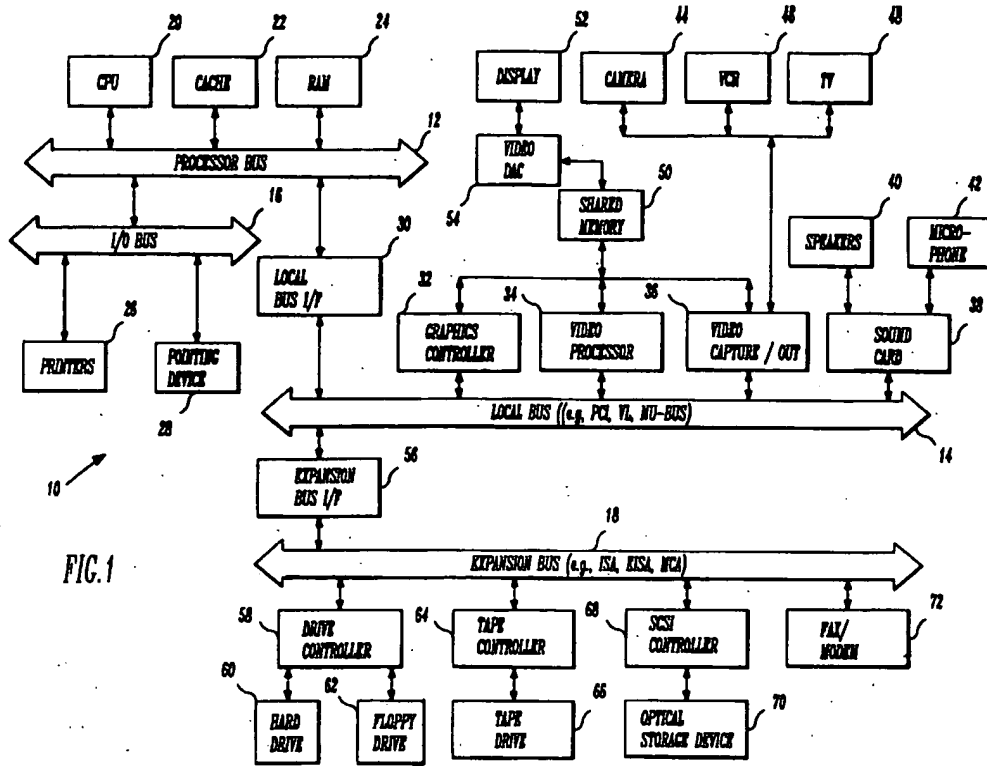 20 22 24 52 44 46 48
CPU CACHE RAM DISPLAY CAMERA VCR TV
12
PROCESSOR BUS
VIDEO
DAC
54
50
SHARED
MEMORY
16
I/O BUS
30
LOCAL
BUS I/F
40 42
SPEAKERS
MICRO-
PHONE
26
PRINTERS
POINTING
DEVICE
28
32 34 36 38
GRAPHICS
CONTROLLER
VIDEO
PROCESSOR
VIDEO
CAPTURE / OUT
SOUND
CARD
LOCAL BUS ((e.g., PCI, VL, NU-BUS)
14
10
EXPANSION
BUS I/F
56
FIG. 1
18
EXPANSION BUS (e.g., ISA, EISA, MCA)
58
DRIVE
CONTROLLER
64
TAPE
CONTROLLER
68
SCSI
CONTROLLER
FAX/
MODEM
72
60
HARD
DRIVE
62
FLOPPY
DRIVE
TAPE
DRIVE
66
OPTICAL
STORAGE DEVICE
70